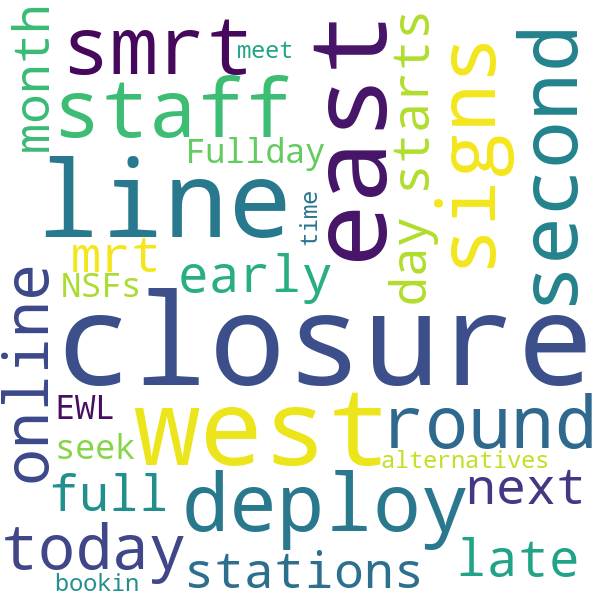 month
smrt
meet
staff
Fullday
east
day starts
signs
second
line
time
mrt
NSFs
early
online
closure
EWL
seek
west
round
alternatives
full
deploy
next
today
bookin
stations
late